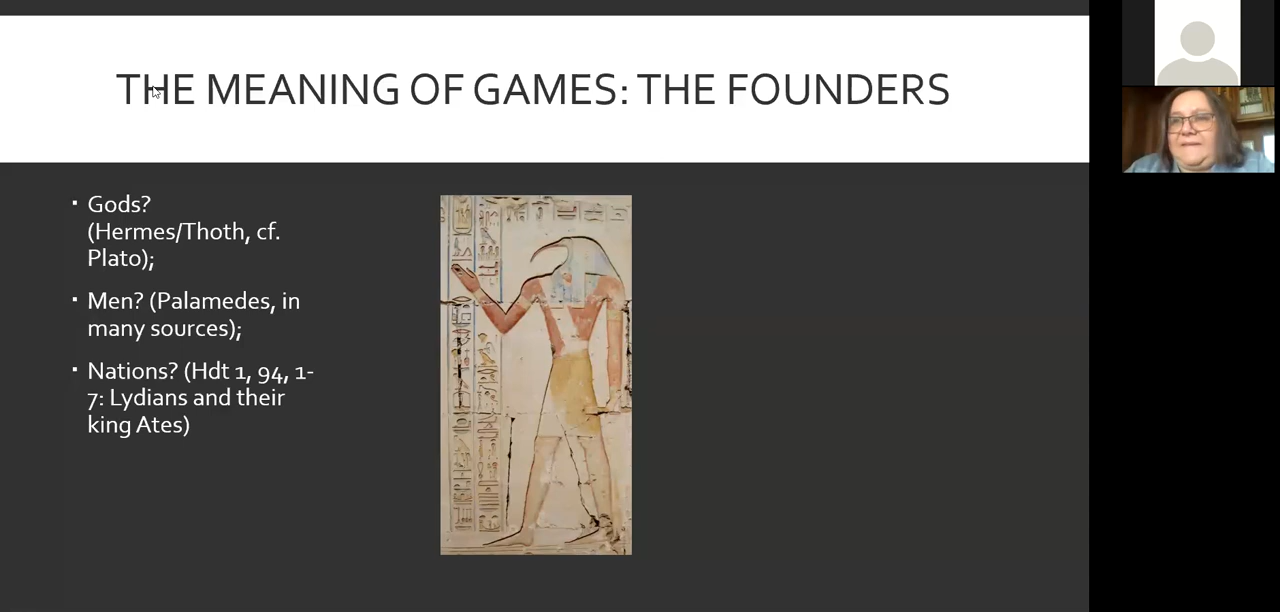 THE MEANING OF GAMES: THE FOUNDERS
▪ Gods?
(Hermes/Thoth, cf.
Plato);
▪ Men? (Palamedes, in
many sources);
▪ Nations? (Hdt 1, 94, 1-
7: Lydians and their
king Ates)